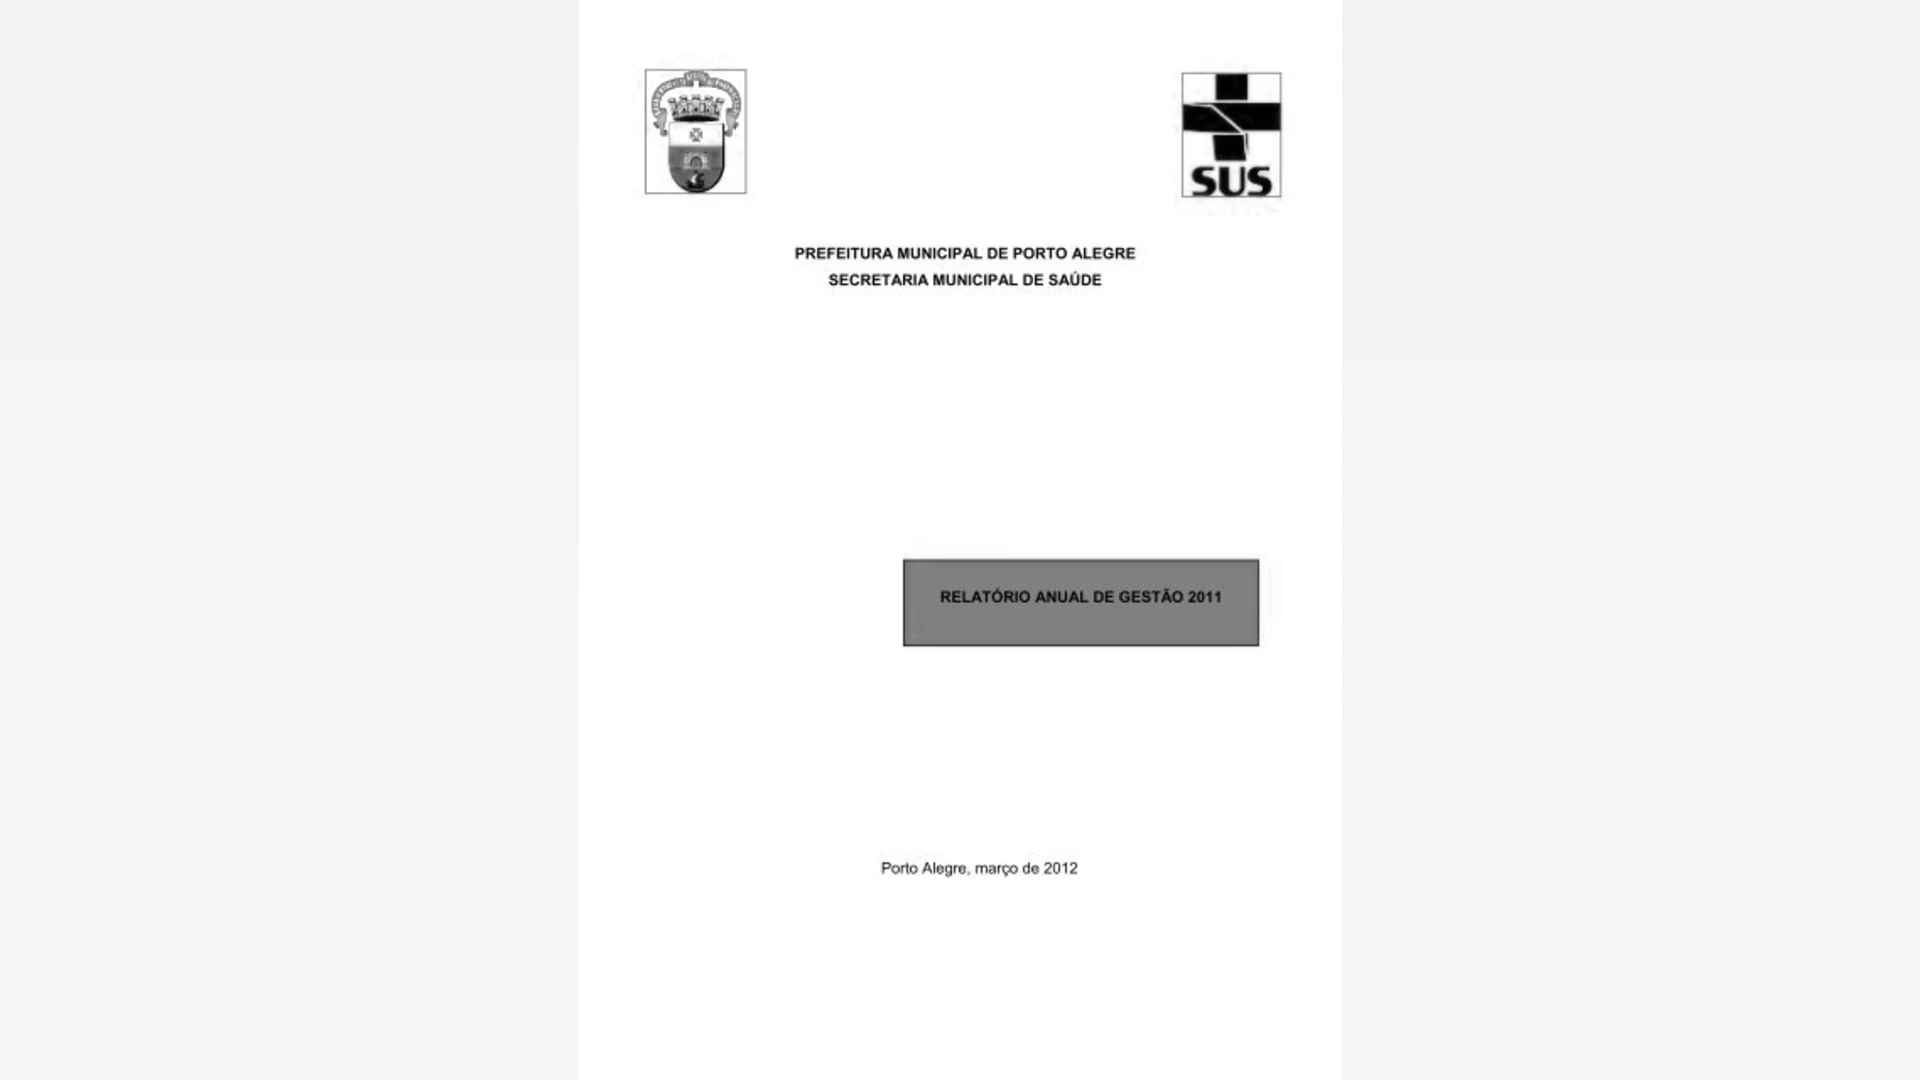 SUS
PREFEITURA MUNICIPAL DE PORTO ALEGRE
SECRETARIA MUNICIPAL DE SAÚDE
RELATÓRIO ANUAL DE GESTÃO 2011
Porto Alegre, março de 2012